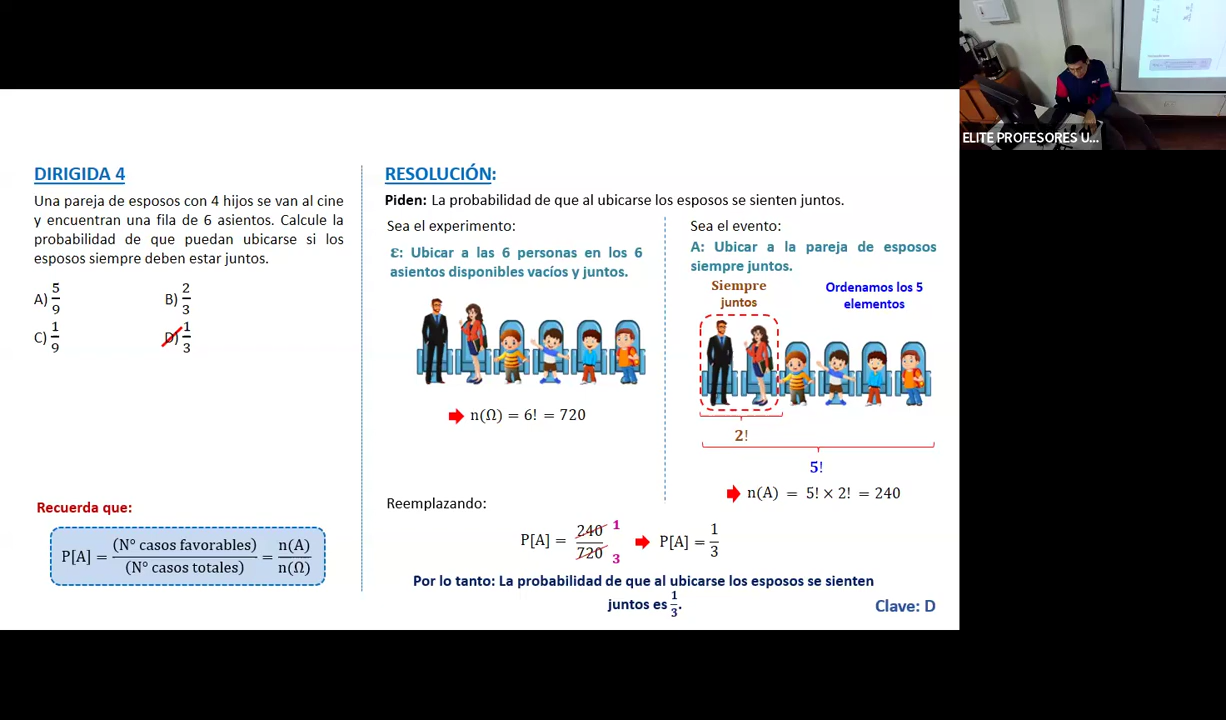 ELITE PROFESORES U...
DIRIGIDA 4
Una pareja de esposos con 4 hijos se van al cine
y encuentran una fila de 6 asientos. Calcule la
probabilidad de que puedan ubicarse si los
esposos siempre deben estar juntos.
A) 5/9 B) 2/3
C) 1/9 D) 1/3
Recuerda que:
P[A] = (N° casos favorables)/(N° casos totales) = n(A)/n(Ω)
RESOLUCIÓN:
Piden: La probabilidad de que al ubicarse los esposos se sienten juntos.
Sea el experimento:
ε: Ubicar a las 6 personas en los 6
asientos disponibles vacíos y juntos.
n(Ω) = 6! = 720
Sea el evento:
A: Ubicar a la pareja de esposos
siempre juntos.
Siempre
juntos
Ordenamos los 5
elementos
2!
5!
n(A) = 5! × 2! = 240
Reemplazando:
P[A] = 240/720 1 3 P[A] = 1/3
Por lo tanto: La probabilidad de que al ubicarse los esposos se sienten
juntos es 1/3.
Clave: D